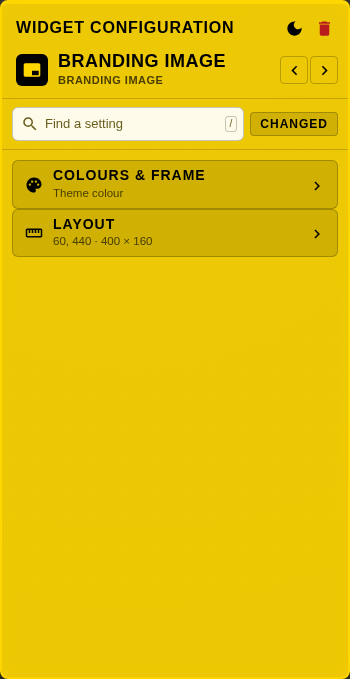 WIDGET CONFIGURATION
BRANDING IMAGE
BRANDING IMAGE
Find a setting
/
CHANGED
COLOURS & FRAME
Theme colour
LAYOUT
60, 440 · 400 × 160